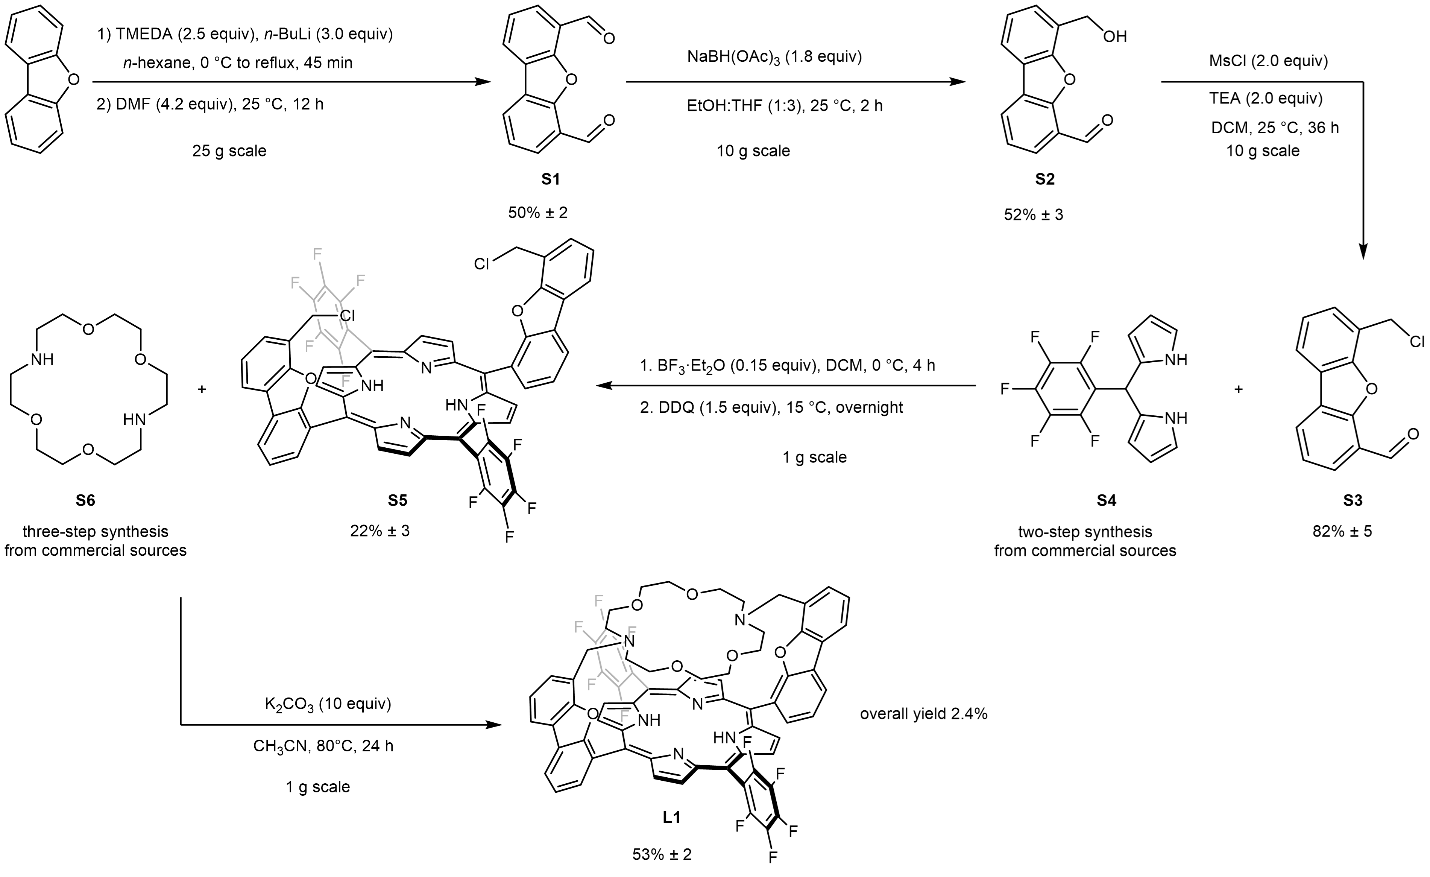 1) TMEDA (2.5 equiv), n-BuLi (3.0 equiv)
n-hexane, 0 °C to reflux, 45 min
2) DMF (4.2 equiv), 25 °C, 12 h
25 g scale
O
O
O
O
S1
50% ± 2
NaBH(OAc)₃ (1.8 equiv)
EtOH:THF (1:3), 25 °C, 2 h
10 g scale
OH
O
O
S2
52% ± 3
MsCl (2.0 equiv)
TEA (2.0 equiv)
DCM, 25 °C, 36 h
10 g scale
Cl
O
O
S3
82% ± 5
+
F
F
F
F
F
NH
NH
S4
two-step synthesis
from commercial sources
1. BF₃·Et₂O (0.15 equiv), DCM, 0 °C, 4 h
2. DDQ (1.5 equiv), 15 °C, overnight
1 g scale
F
F
F
F
F
Cl
Cl
O
O
N
NH
HN
N
F
F
F
F
F
S5
22% ± 3
+
O
O
NH
HN
O
O
S6
three-step synthesis
from commercial sources
K₂CO₃ (10 equiv)
CH₃CN, 80°C, 24 h
1 g scale
O
O
N
N
O
O
F
F
F
F
F
O
O
N
NH
HN
N
F
F
F
F
F
L1
53% ± 2
overall yield 2.4%